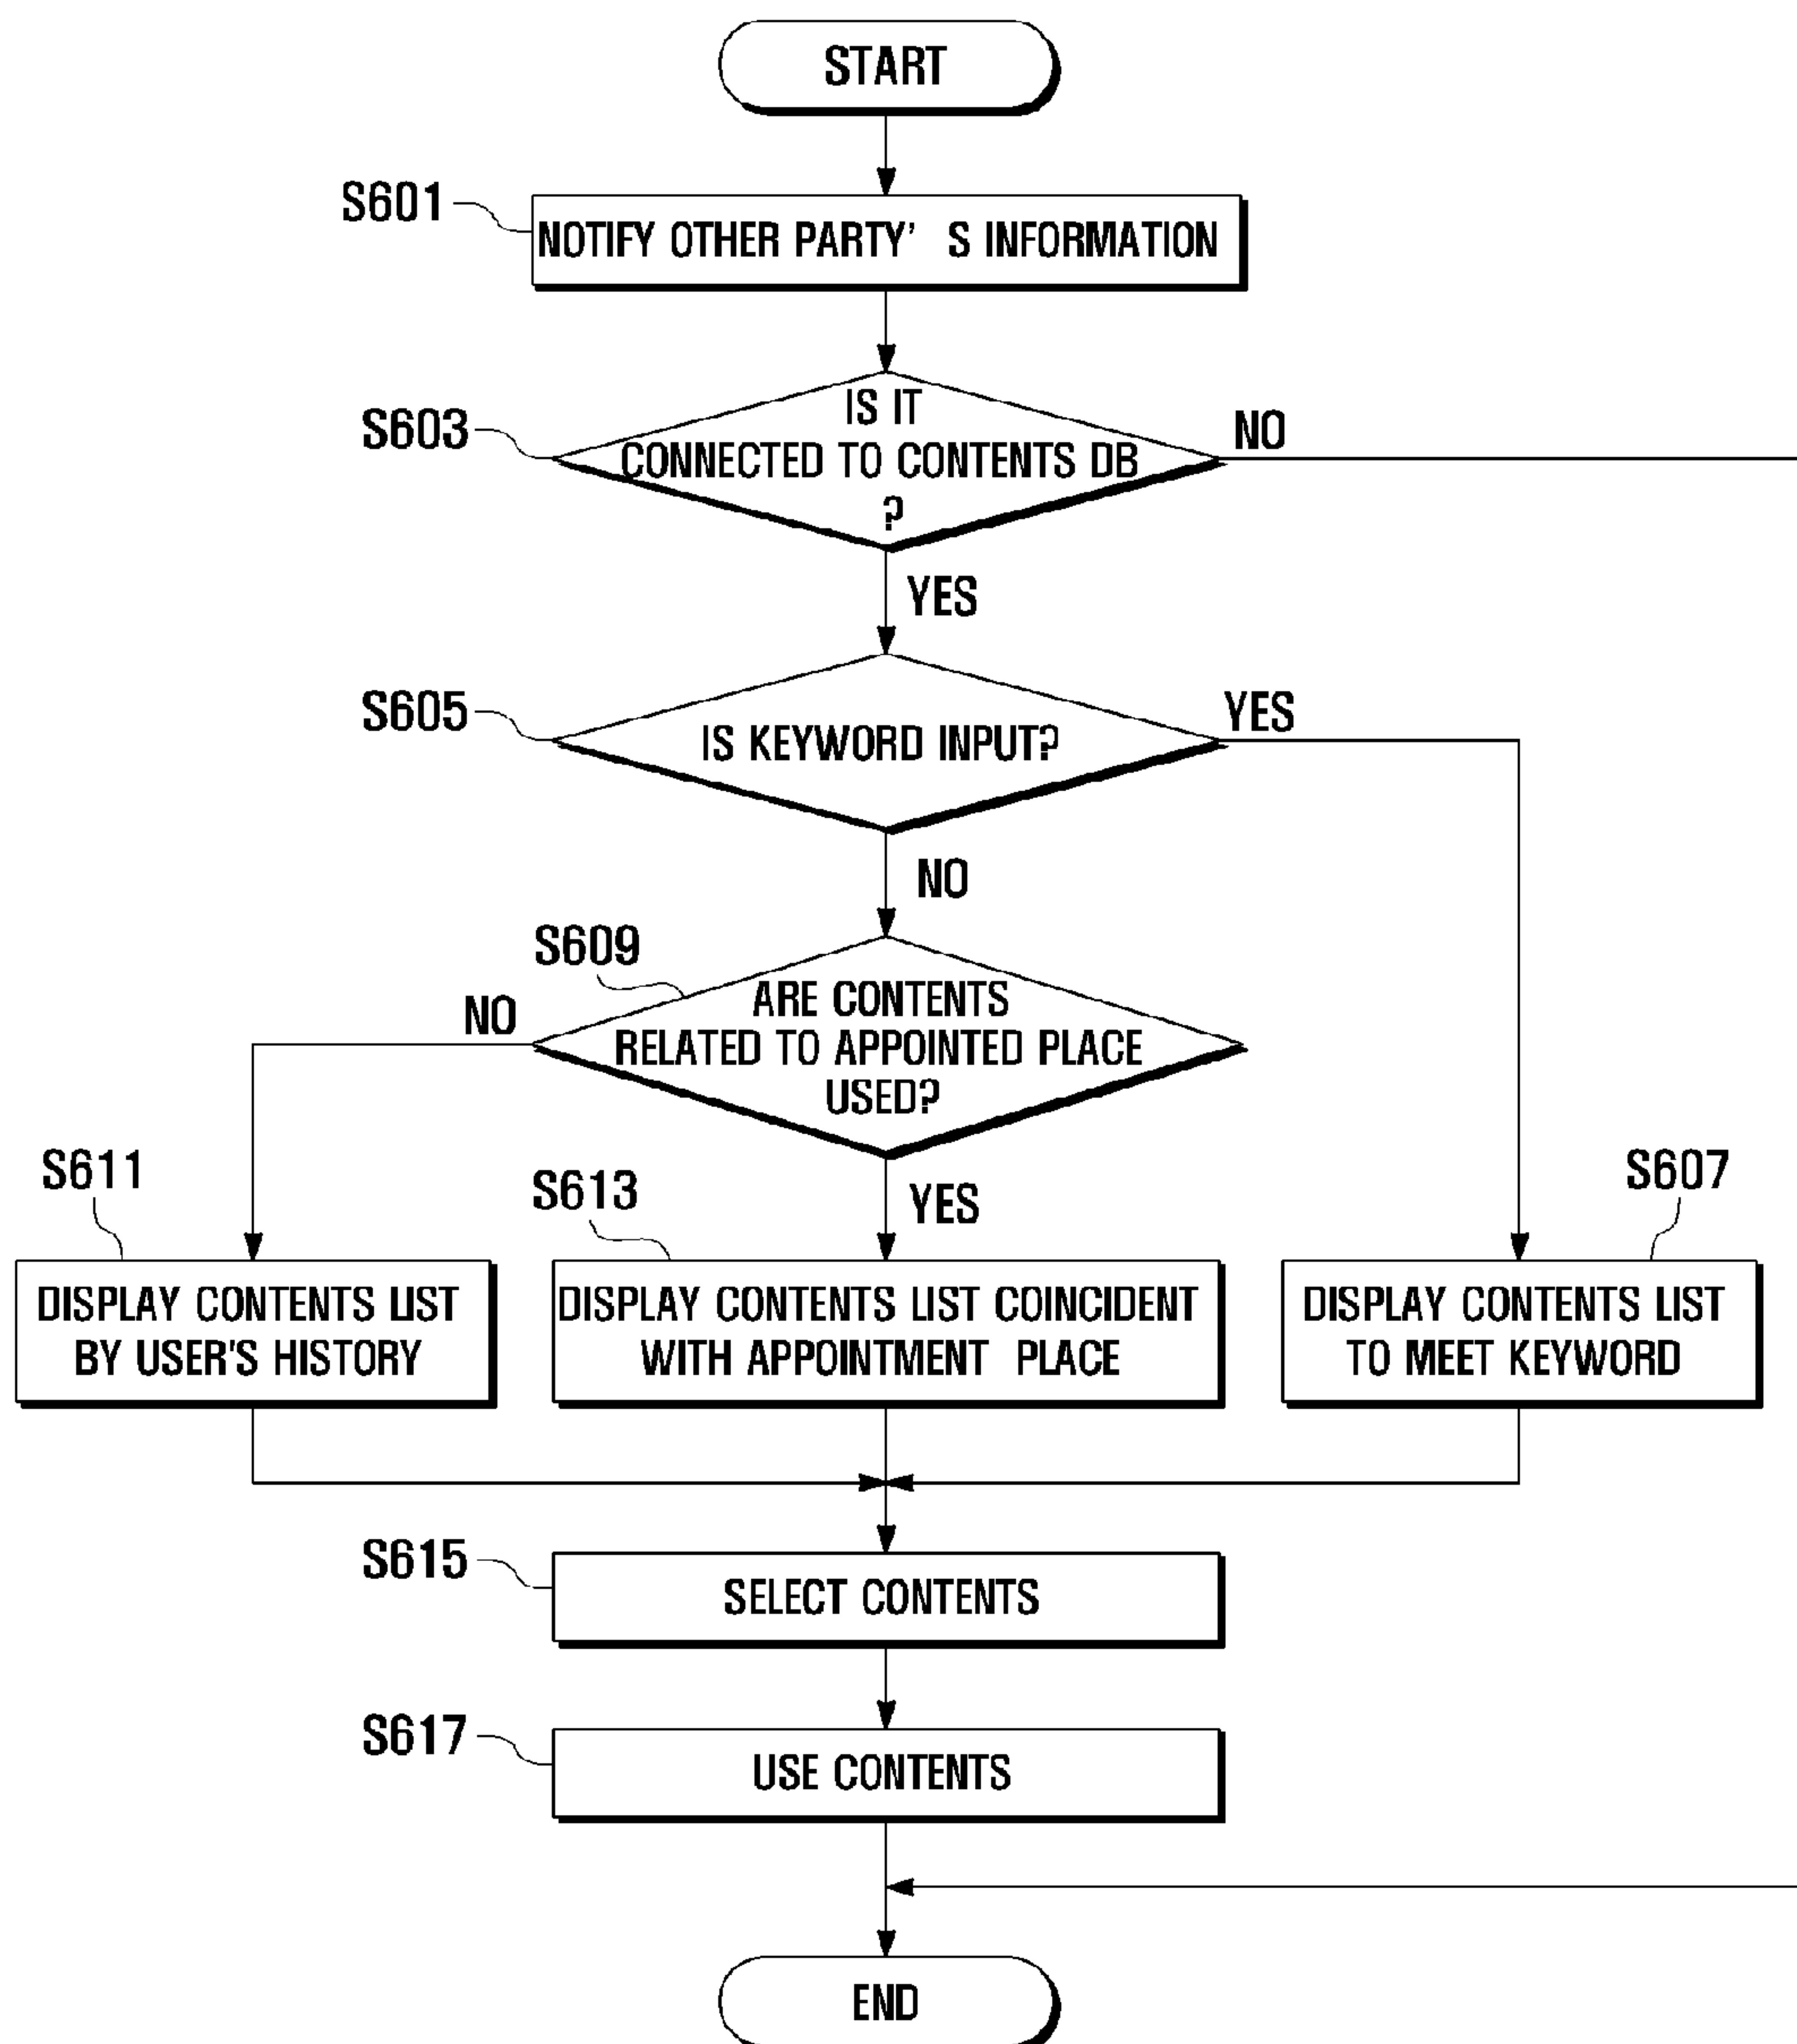 START
S601
NOTIFY OTHER PARTY' S INFORMATION
S603
IS IT
CONNECTED TO CONTENTS DB
?
NO
YES
S605
IS KEYWORD INPUT?
YES
NO
S609
ARE CONTENTS
RELATED TO APPOINTED PLACE
USED?
NO
YES
S611
DISPLAY CONTENTS LIST
BY USER'S HISTORY
S613
DISPLAY CONTENTS LIST COINCIDENT
WITH APPOINTMENT PLACE
S607
DISPLAY CONTENTS LIST
TO MEET KEYWORD
S615
SELECT CONTENTS
S617
USE CONTENTS
END